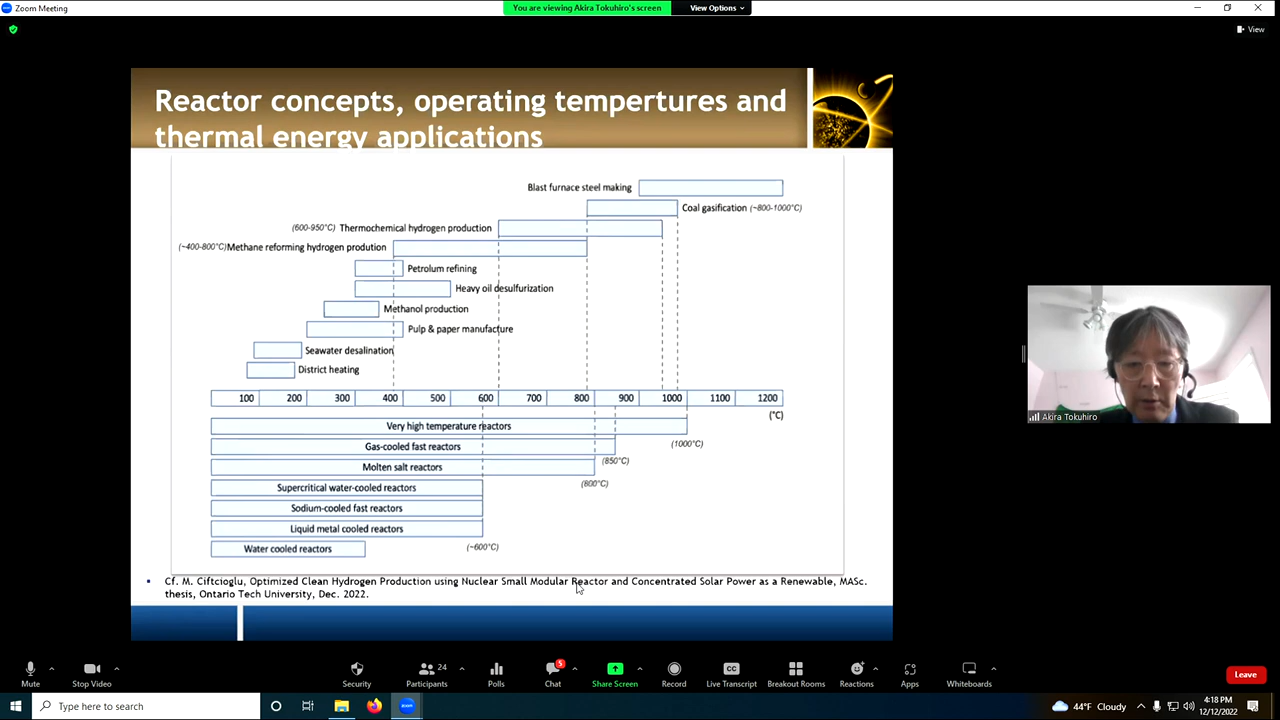 Zoom Meeting
You are viewing Akira Tokuhiro's screen
View Options
View
Reactor concepts, operating tempertures and
thermal energy applications
Blast furnace steel making
Coal gasification (~800-1000°C)
(600-950°C) Thermochemical hydrogen production
(~400-800°C) Methane reforming hydrogen prodution
Petrolum refining
Heavy oil desulfurization
Methanol production
Pulp & paper manufacture
Seawater desalination
District heating
100 200 300 400 500 600 700 800 900 1000 1100 1200
(°C)
Very high temperature reactors
(1000°C)
Gas-cooled fast reactors
(850°C)
Molten salt reactors
(800°C)
Supercritical water-cooled reactors
Sodium-cooled fast reactors
Liquid metal cooled reactors
(~600°C)
Water cooled reactors
Cf. M. Ciftcioglu, Optimized Clean Hydrogen Production using Nuclear Small Modular Reactor and Concentrated Solar Power as a Renewable, MASc.
thesis, Ontario Tech University, Dec. 2022.
Akira Tokuhiro
Mute
Stop Video
Security
Participants 24
Polls
Chat 5
Share Screen
Record
CC
Live Transcript
Breakout Rooms
Reactions
Apps
Whiteboards
Leave
Type here to search
44°F Cloudy
4:18 PM
12/12/2022